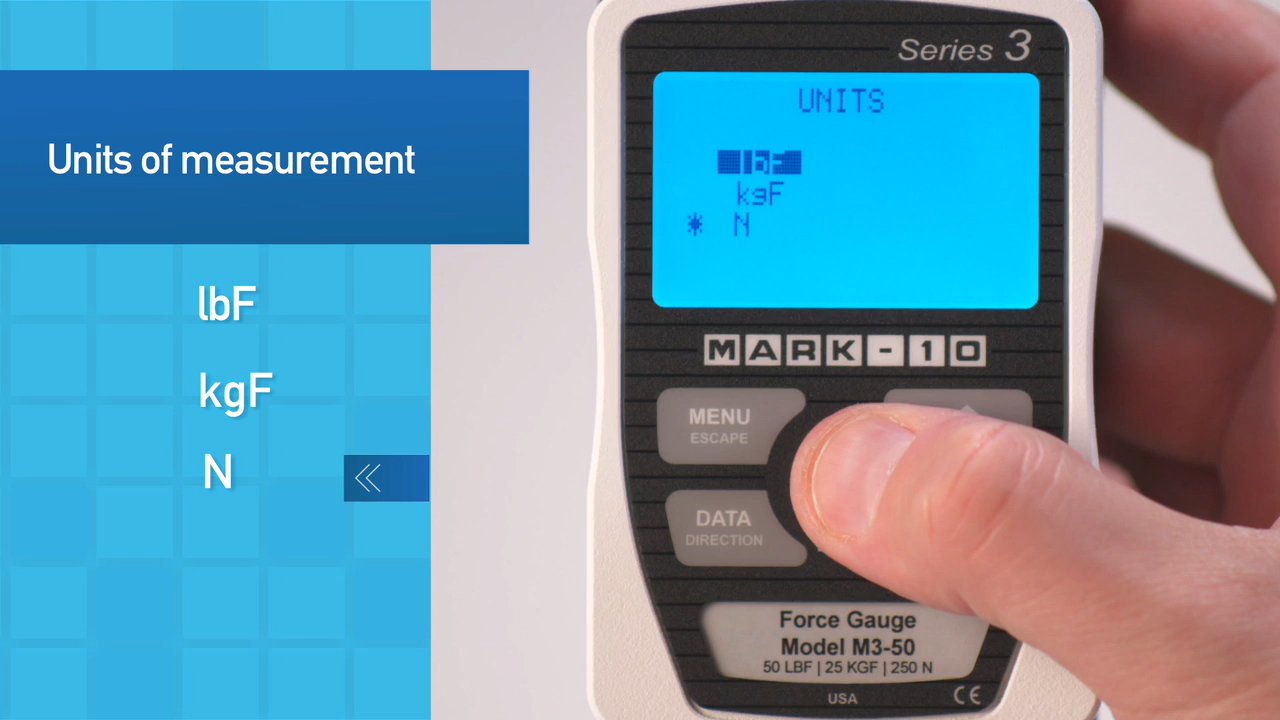 Units of measurement
lbF
kgF
N
Series 3
UNITS
lbF
kgF
* N
MARK-10
MENU
ESCAPE
DATA
DIRECTION
Force Gauge
Model M3-50
50 LBF | 25 KGF | 250 N
USA
CE